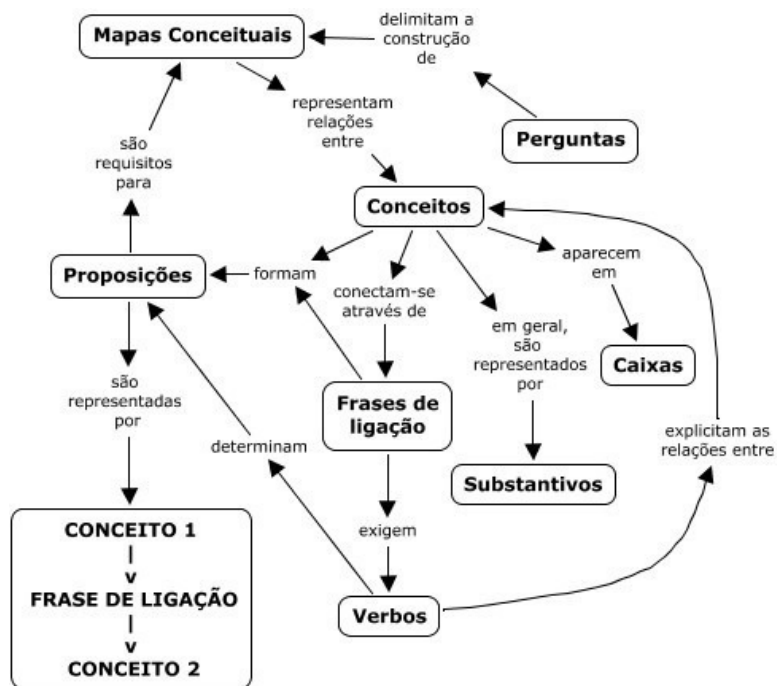 Mapas Conceituais
delimitam a
construção
de
Perguntas
representam
relações
entre
são
requisitos
para
Conceitos
Proposições
formam
conectam-se
através de
aparecem
em
em geral,
são
representados
por
Caixas
são
representadas
por
Frases de
ligação
determinam
explicitam as
relações entre
Substantivos
exigem
CONCEITO 1
|
v
FRASE DE LIGAÇÃO
|
v
CONCEITO 2
Verbos